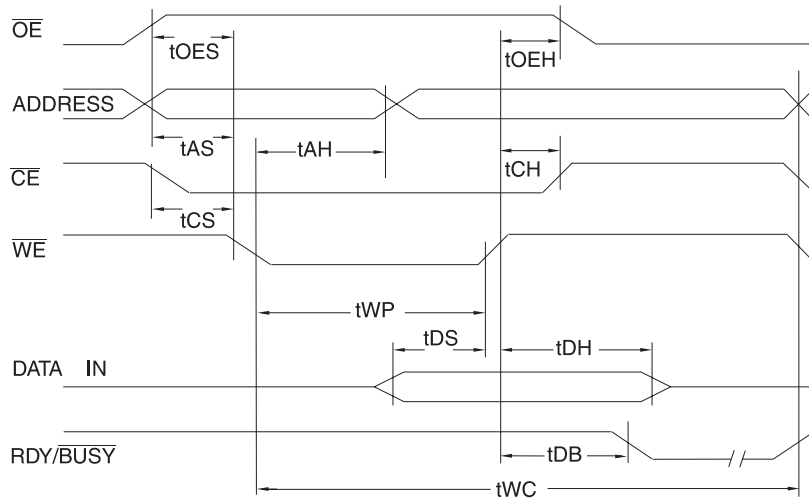 OE
tOES
tOEH
ADDRESS
tAS
tAH
tCH
CE
tCS
WE
tWP
tDS
tDH
DATA IN
RDY/BUSY
tDB
tWC